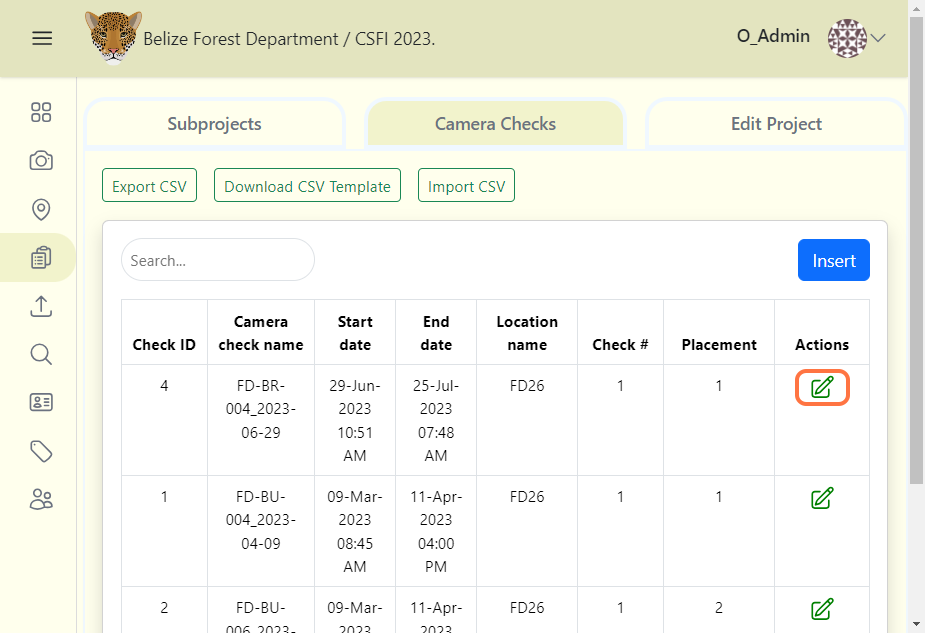 Belize Forest Department / CSFI 2023.
O_Admin
Subprojects
Camera Checks
Edit Project
Export CSV
Download CSV Template
Import CSV
Search...
Insert
Check ID
Camera
check name
Start
date
End
date
Location
name
Check #
Placement
Actions
4
FD-BR-
004_2023-
06-29
29-Jun-
2023
10:51
AM
25-Jul-
2023
07:48
AM
FD26
1
1
1
FD-BU-
004_2023-
04-09
09-Mar-
2023
08:45
AM
11-Apr-
2023
04:00
PM
FD26
1
1
2
FD-BU-
006_2023-
09-Mar-
2023
11-Apr-
2023
FD26
1
2